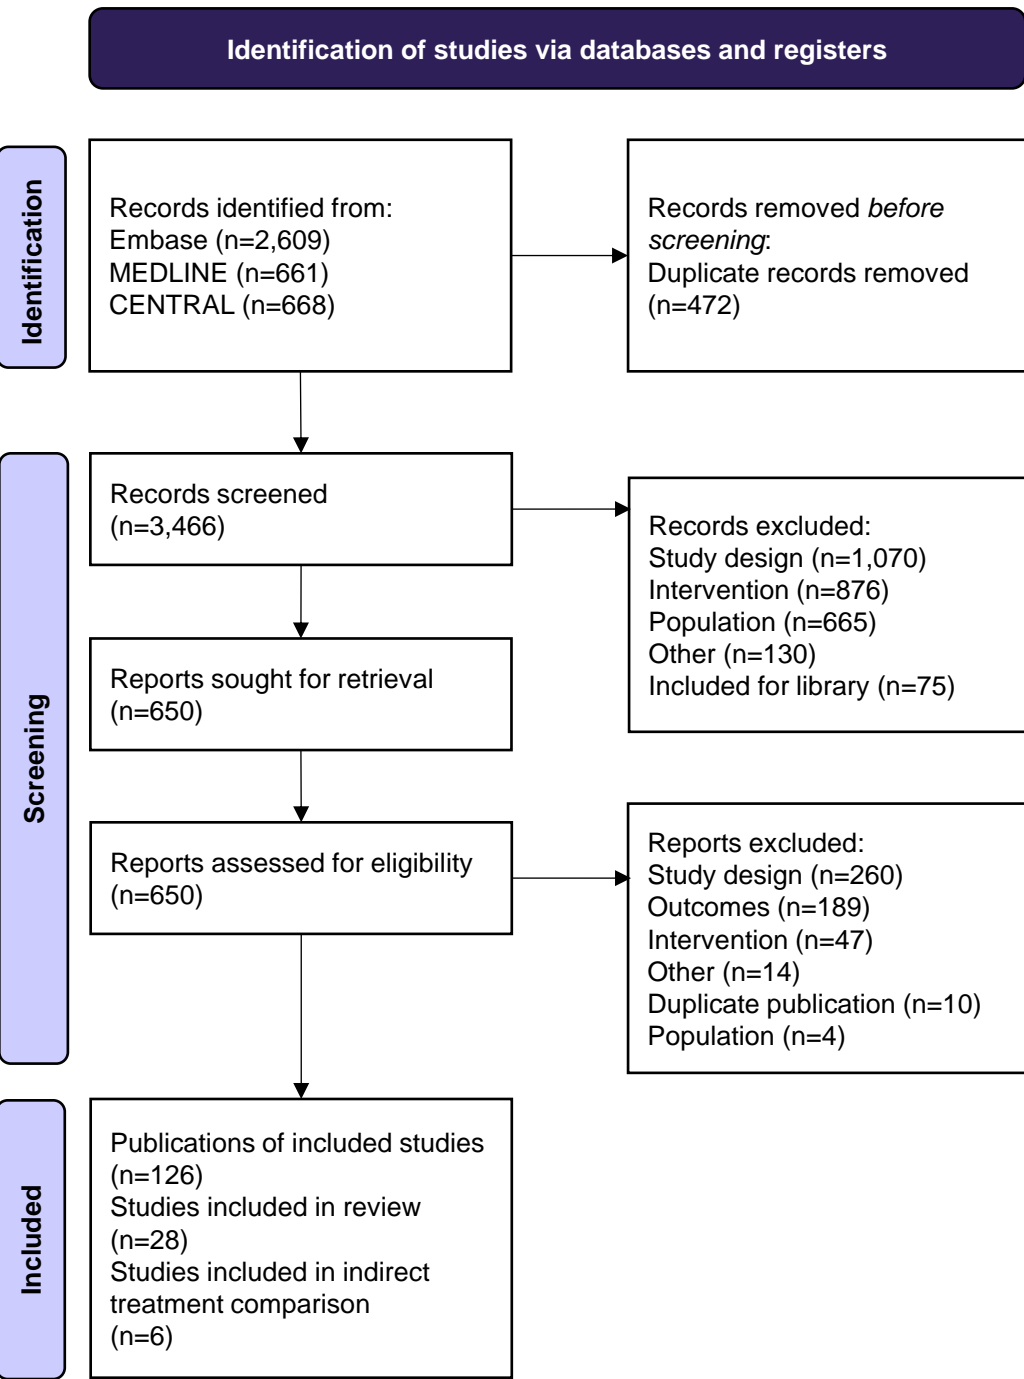 Identification of studies via databases and registers
Identification
Records identified from:
Embase (n=2,609)
MEDLINE (n=661)
CENTRAL (n=668)
Records removed before
screening:
Duplicate records removed
(n=472)
Screening
Records screened
(n=3,466)
Records excluded:
Study design (n=1,070)
Intervention (n=876)
Population (n=665)
Other (n=130)
Included for library (n=75)
Reports sought for retrieval
(n=650)
Reports assessed for eligibility
(n=650)
Reports excluded:
Study design (n=260)
Outcomes (n=189)
Intervention (n=47)
Other (n=14)
Duplicate publication (n=10)
Population (n=4)
Included
Publications of included studies
(n=126)
Studies included in review
(n=28)
Studies included in indirect
treatment comparison
(n=6)